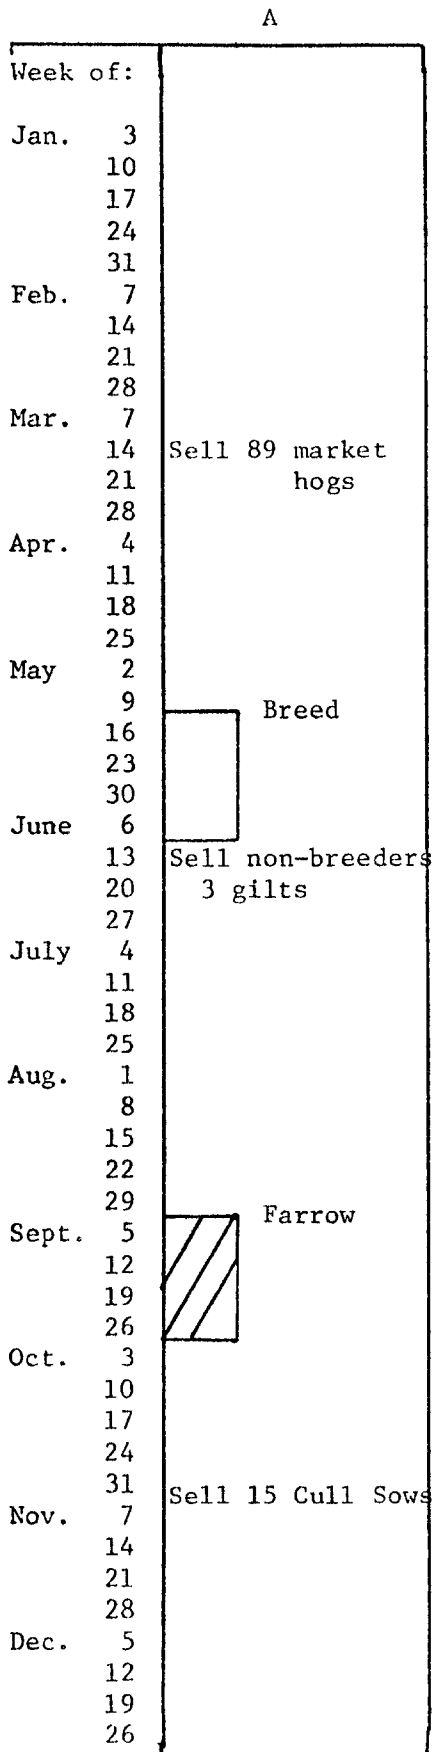 A
Week of:
Jan. 3
10
17
24
31
Feb. 7
14
21
28
Mar. 7
14 Sell 89 market
21 hogs
28
Apr. 4
11
18
25
May 2
9 Breed
16
23
30
June 6
13 Sell non-breeders
20 3 gilts
27
July 4
11
18
25
Aug. 1
8
15
22
29 Farrow
Sept. 5
12
19
26
Oct. 3
10
17
24
31 Sell 15 Cull Sows
Nov. 7
14
21
28
Dec. 5
12
19
26